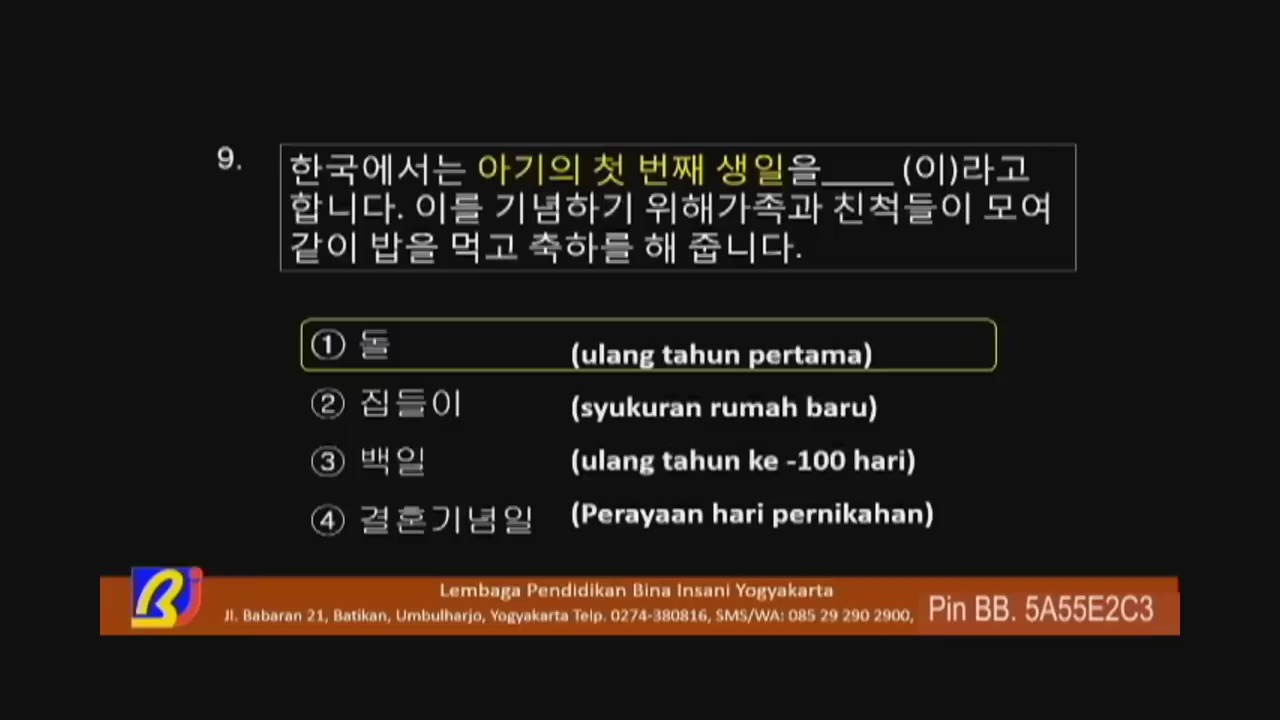 9.
한국에서는 아기의 첫 번째 생일을____ (이)라고
합니다. 이를 기념하기 위해가족과 친척들이 모여
같이 밥을 먹고 축하를 해 줍니다.
① 돌 (ulang tahun pertama)
② 집들이 (syukuran rumah baru)
③ 백일 (ulang tahun ke -100 hari)
④ 결혼기념일 (Perayaan hari pernikahan)
Lembaga Pendidikan Bina Insani Yogyakarta
Jl. Babaran 21, Batikan, Umbulharjo, Yogyakarta Telp. 0274-380816, SMS/WA: 085 29 290 2900, Pin BB. 5A55E2C3